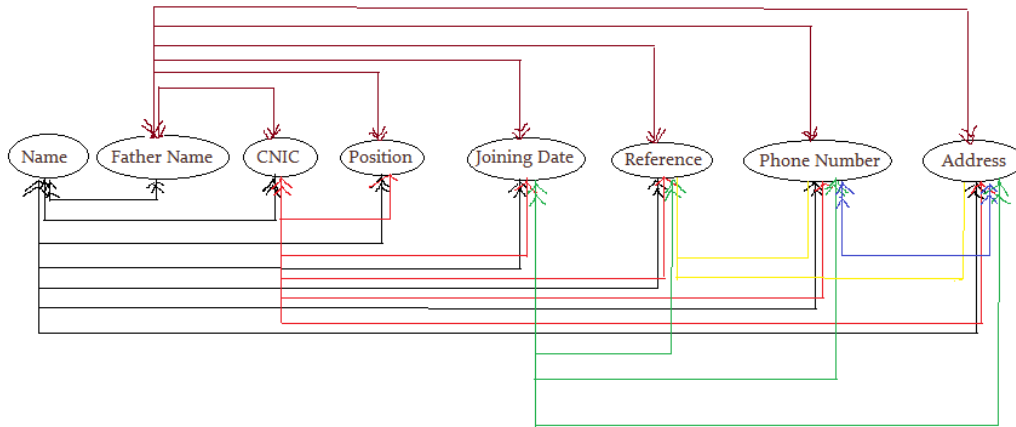 Name
Father Name
CNIC
Position
Joining Date
Reference
Phone Number
Address